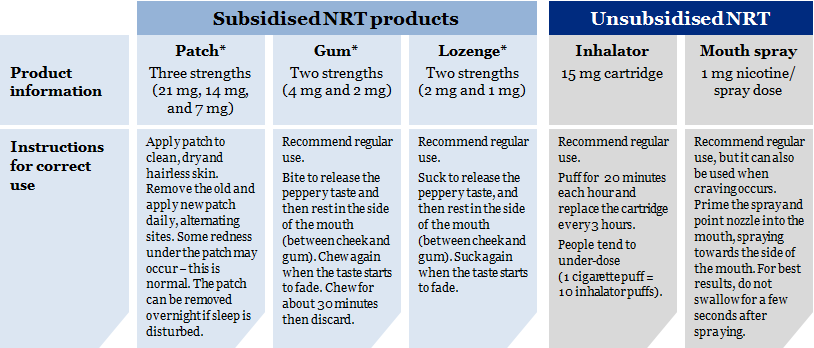 Subsidised NRT products
Unsubsidised NRT
Product
information
Patch*
Three strengths
(21 mg, 14 mg,
and 7 mg)
Gum*
Two strengths
(4 mg and 2 mg)
Lozenge*
Two strengths
(2 mg and 1 mg)
Inhalator
15 mg cartridge
Mouth spray
1 mg nicotine/
spray dose
Instructions
for correct
use
Apply patch to
clean, dry and
hairless skin.
Remove the old and
apply new patch
daily, alternating
sites. Some redness
under the patch may
occur – this is
normal. The patch
can be removed
overnight if sleep is
disturbed.
Recommend regular
use.
Bite to release the
peppery taste and
then rest in the side
of the mouth
(between cheek and
gum). Chew again
when the taste starts
to fade. Chew for
about 30 minutes
then discard.
Recommend regular
use.
Suck to release the
peppery taste, and
then rest in the side
of the mouth
(between cheek and
gum). Suck again
when the taste starts
to fade.
Recommend regular
use.
Puff for 20 minutes
each hour and
replace the cartridge
every 3 hours.
People tend to
under-dose
(1 cigarette puff =
10 inhalator puffs).
Recommend regular
use, but it can also
be used when
craving occurs.
Prime the spray and
point nozzle into the
mouth, spraying
towards the side of
the mouth. For best
results, do not
swallow for a few
seconds after
spraying.